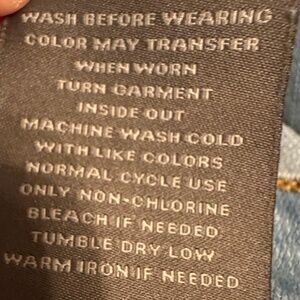 WASH BEFORE WEARING
COLOR MAY TRANSFER
WHEN WORN
TURN GARMENT
INSIDE OUT
MACHINE WASH COLD
WITH LIKE COLORS
NORMAL CYCLE USE
ONLY NON-CHLORINE
BLEACH IF NEEDED
TUMBLE DRY LOW
WARM IRON IF NEEDED